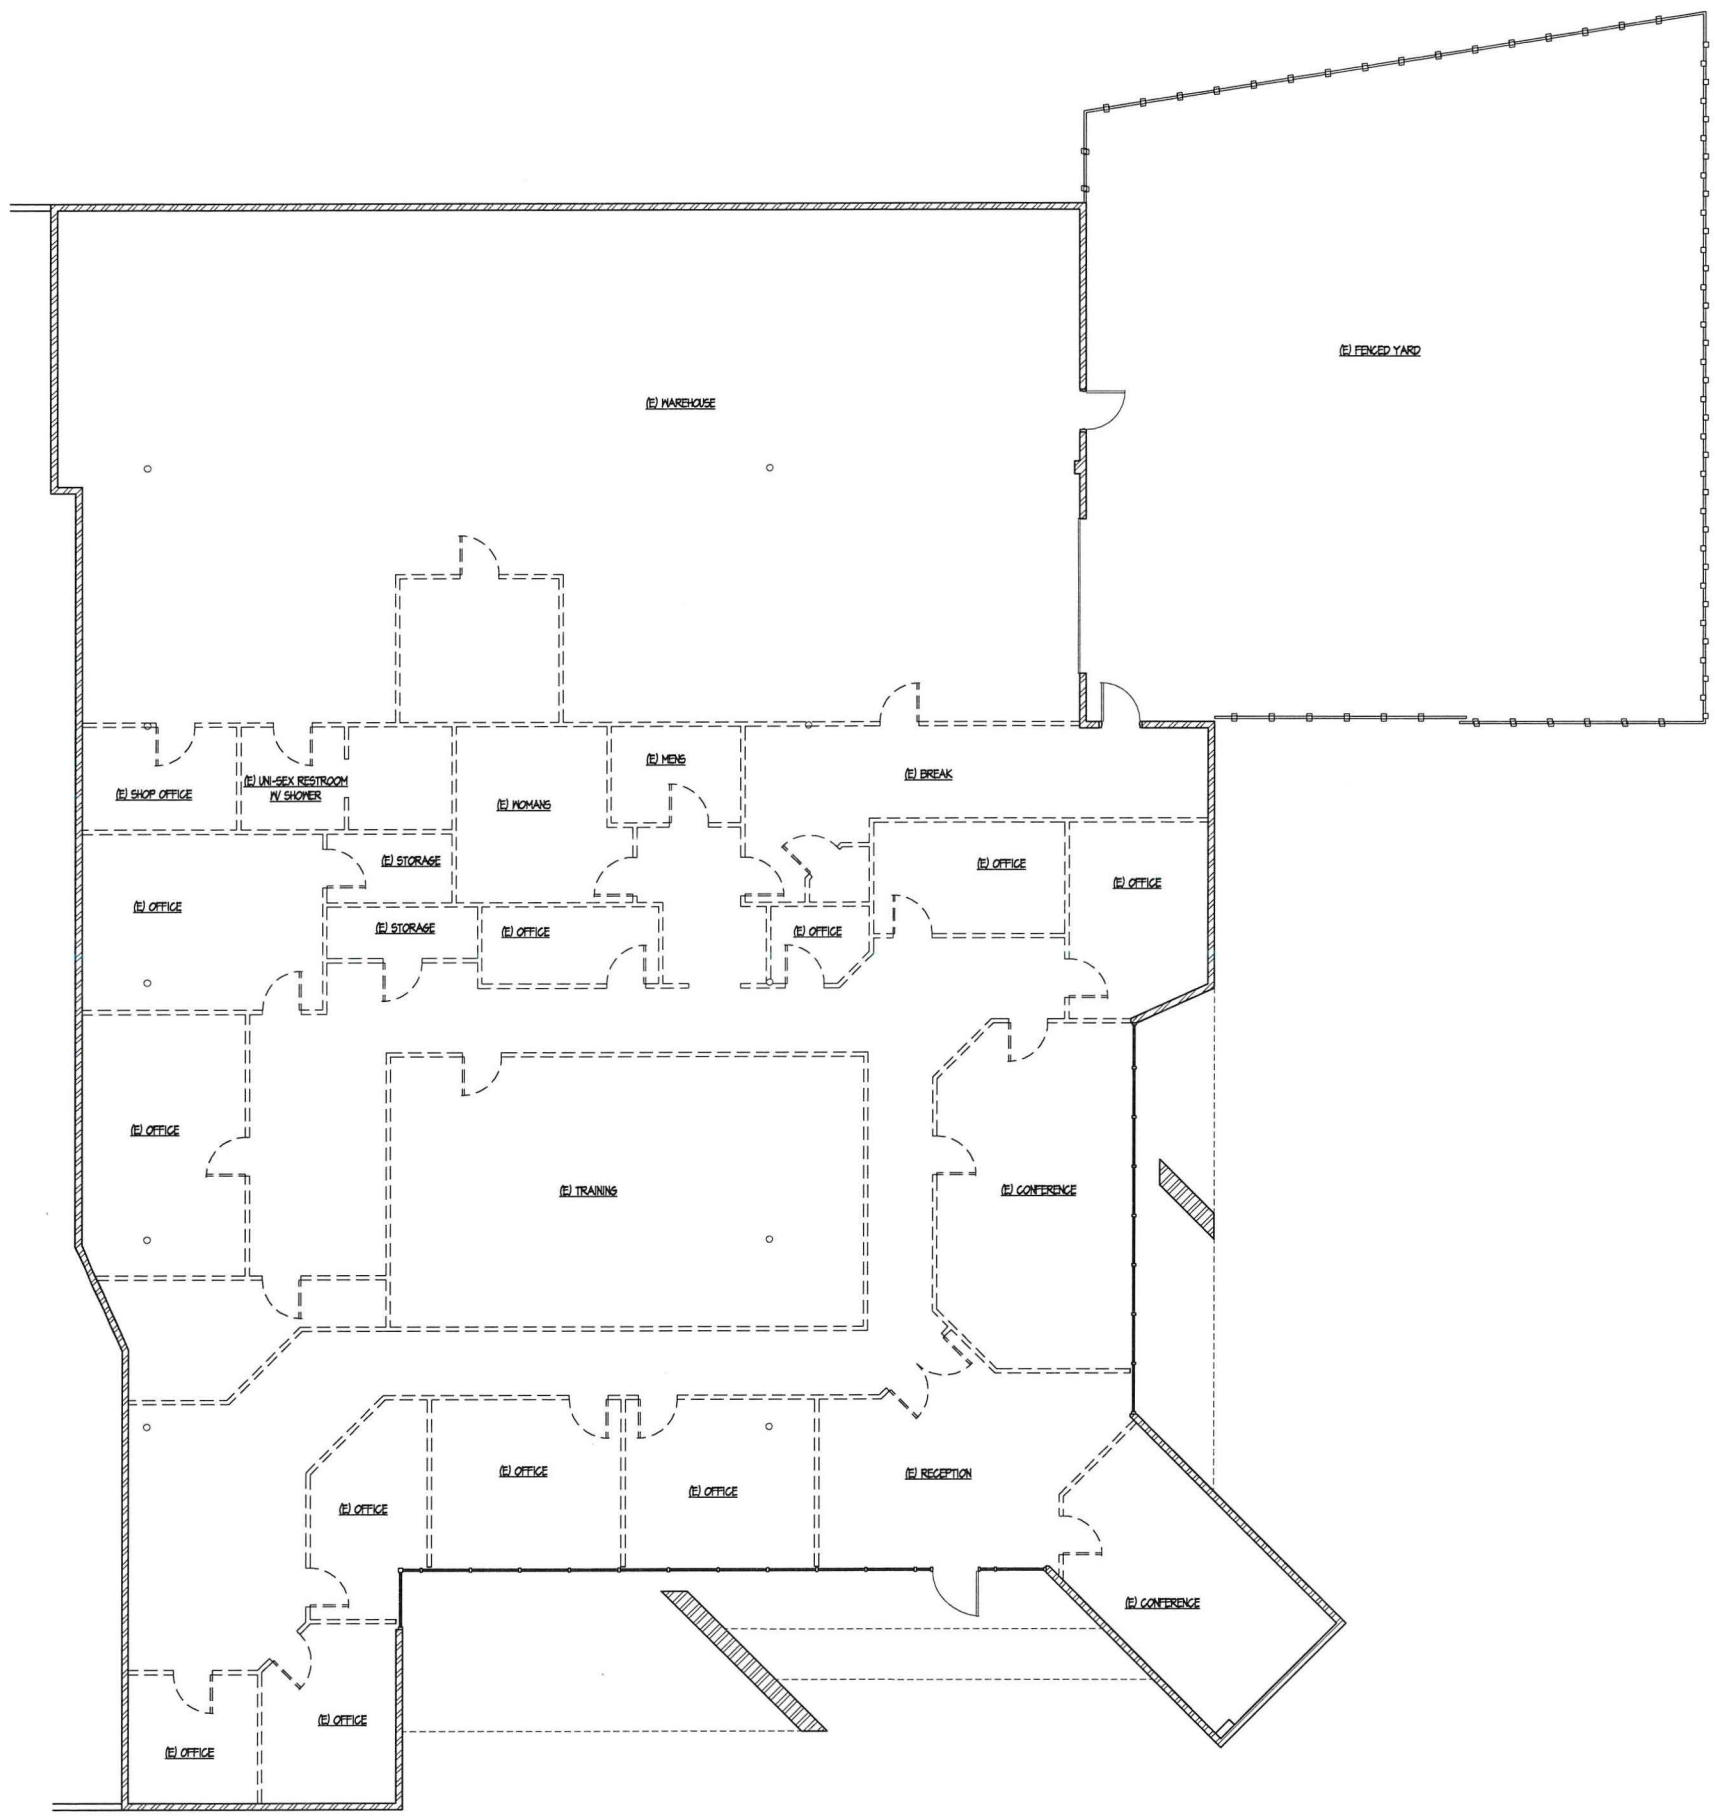 (E) FENCED YARD
(E) WAREHOUSE
(E) MENS
(E) BREAK
(E) UNI-SEX RESTROOM
W/ SHOWER
(E) SHOP OFFICE
(E) WOMANS
(E) STORAGE
(E) OFFICE
(E) OFFICE
(E) OFFICE
(E) STORAGE
(E) OFFICE
(E) OFFICE
(E) OFFICE
(E) TRAINING
(E) CONFERENCE
(E) OFFICE
(E) RECEPTION
(E) OFFICE
(E) OFFICE
(E) CONFERENCE
(E) OFFICE
(E) OFFICE